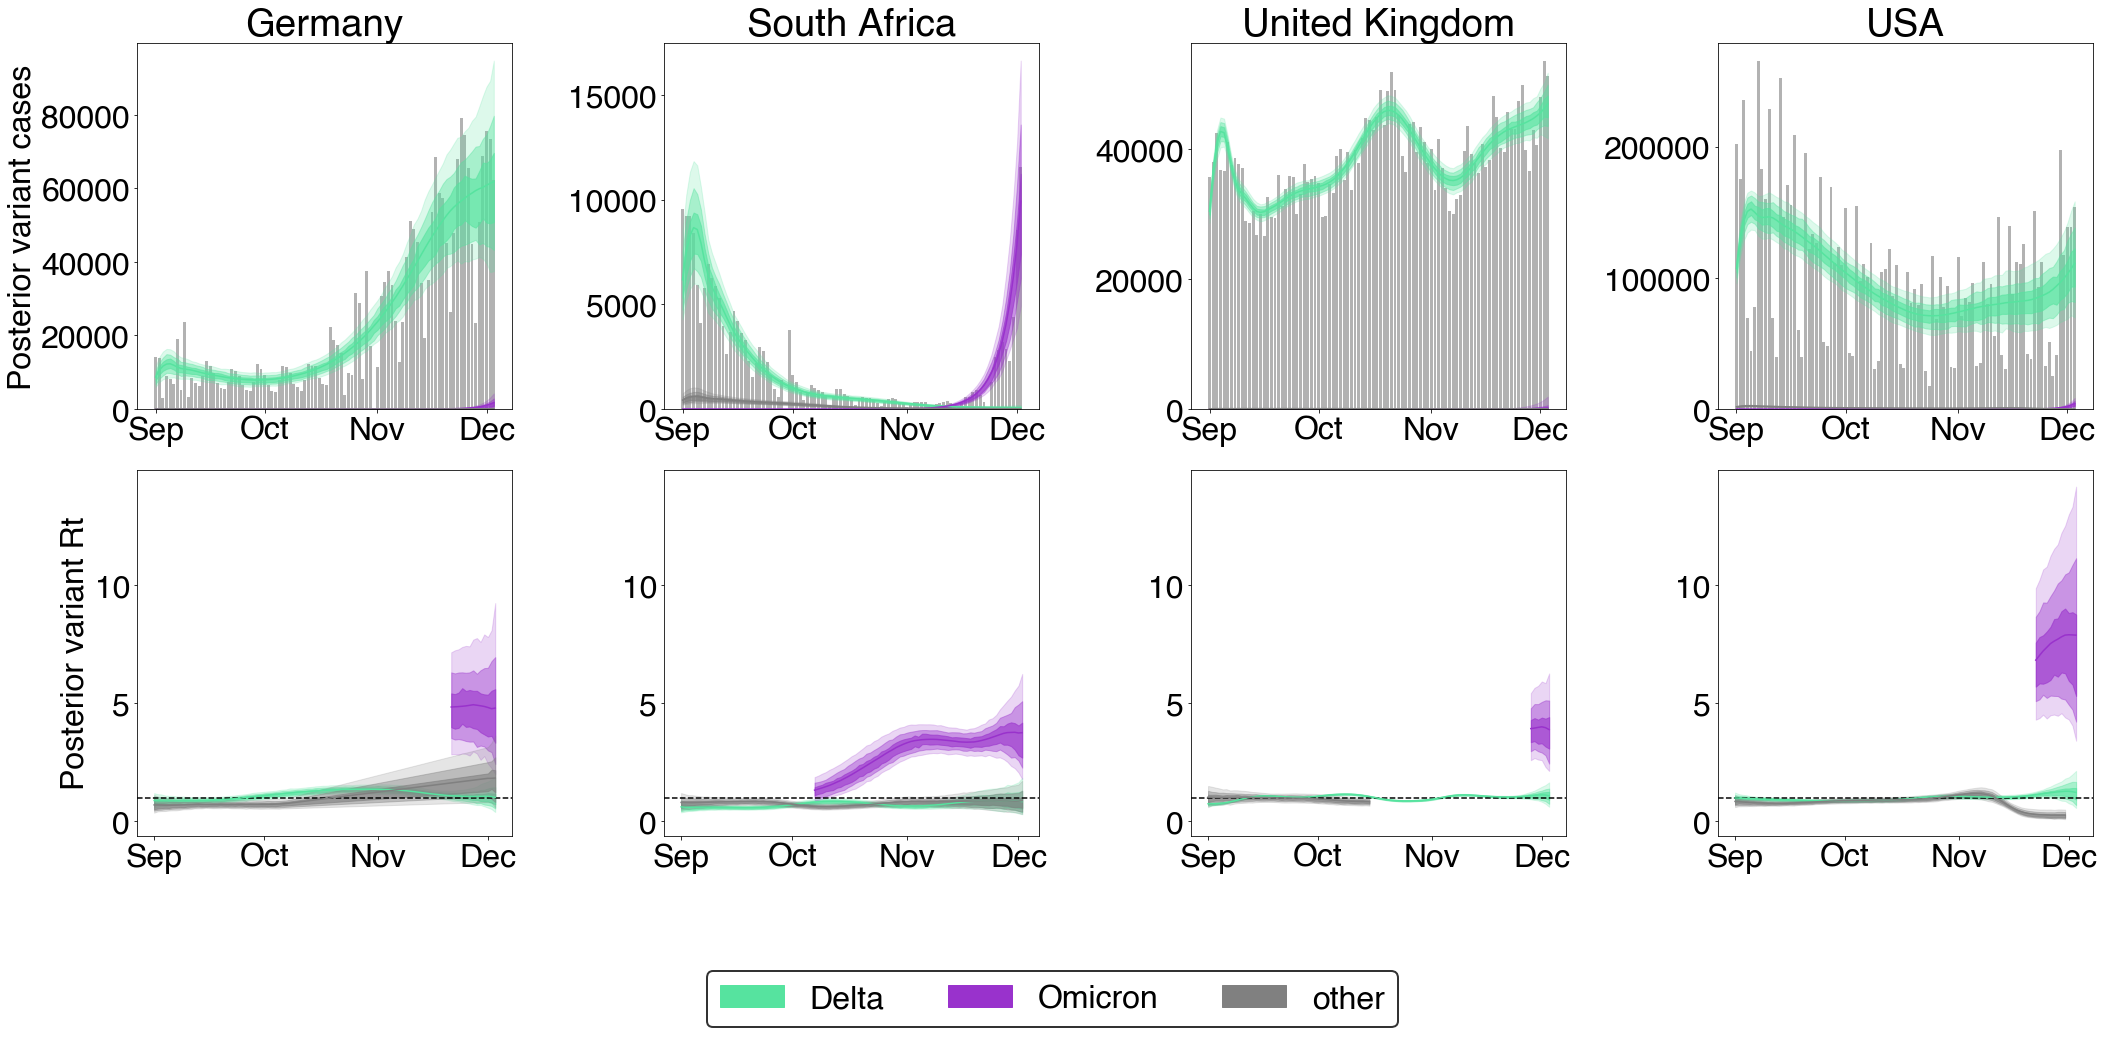 Germany
South Africa
United Kingdom
USA
Posterior variant cases
80000
60000
40000
20000
0
Sep Oct Nov Dec
15000
10000
5000
0
Sep Oct Nov Dec
40000
20000
0
Sep Oct Nov Dec
200000
100000
0
Sep Oct Nov Dec
Posterior variant Rt
10
5
0
Sep Oct Nov Dec
10
5
0
Sep Oct Nov Dec
10
5
0
Sep Oct Nov Dec
10
5
0
Sep Oct Nov Dec
Delta Omicron other